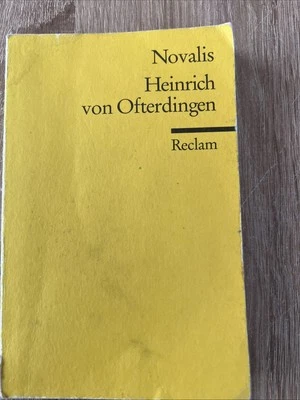 Novalis
Heinrich
von Ofterdingen
Reclam